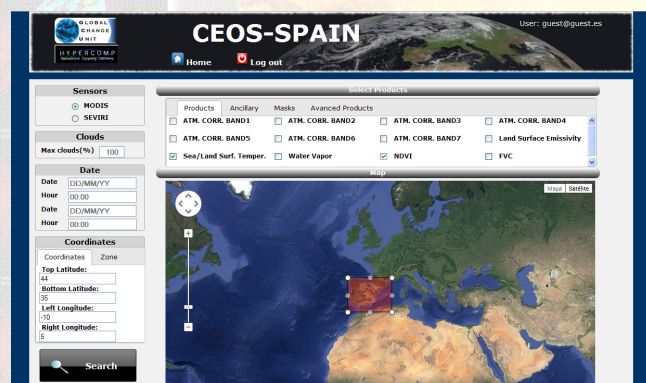 GLOBAL
CHANGE
UNIT
HYPERCOMP
CEOS-SPAIN
User: guest@guest.es
Home
Log out
Sensors
MODIS
SEVIRI
Clouds
Max clouds(%) 100
Date
Date DD/MM/YY
Hour 00:00
Date DD/MM/YY
Hour 00:00
Coordinates
Coordinates Zone
Top Latitude:
44
Bottom Latitude:
35
Left Longitude:
-10
Right Longitude:
5
Search
Select Products
Products Ancillary Masks Avanced Products
ATM. CORR. BAND1 ATM. CORR. BAND2 ATM. CORR. BAND3 ATM. CORR. BAND4
ATM. CORR. BAND5 ATM. CORR. BAND6 ATM. CORR. BAND7 Land Surface Emissivity
Sea/Land Surf. Temper. Water Vapor NDVI FVC
Map
Mapa Satélite